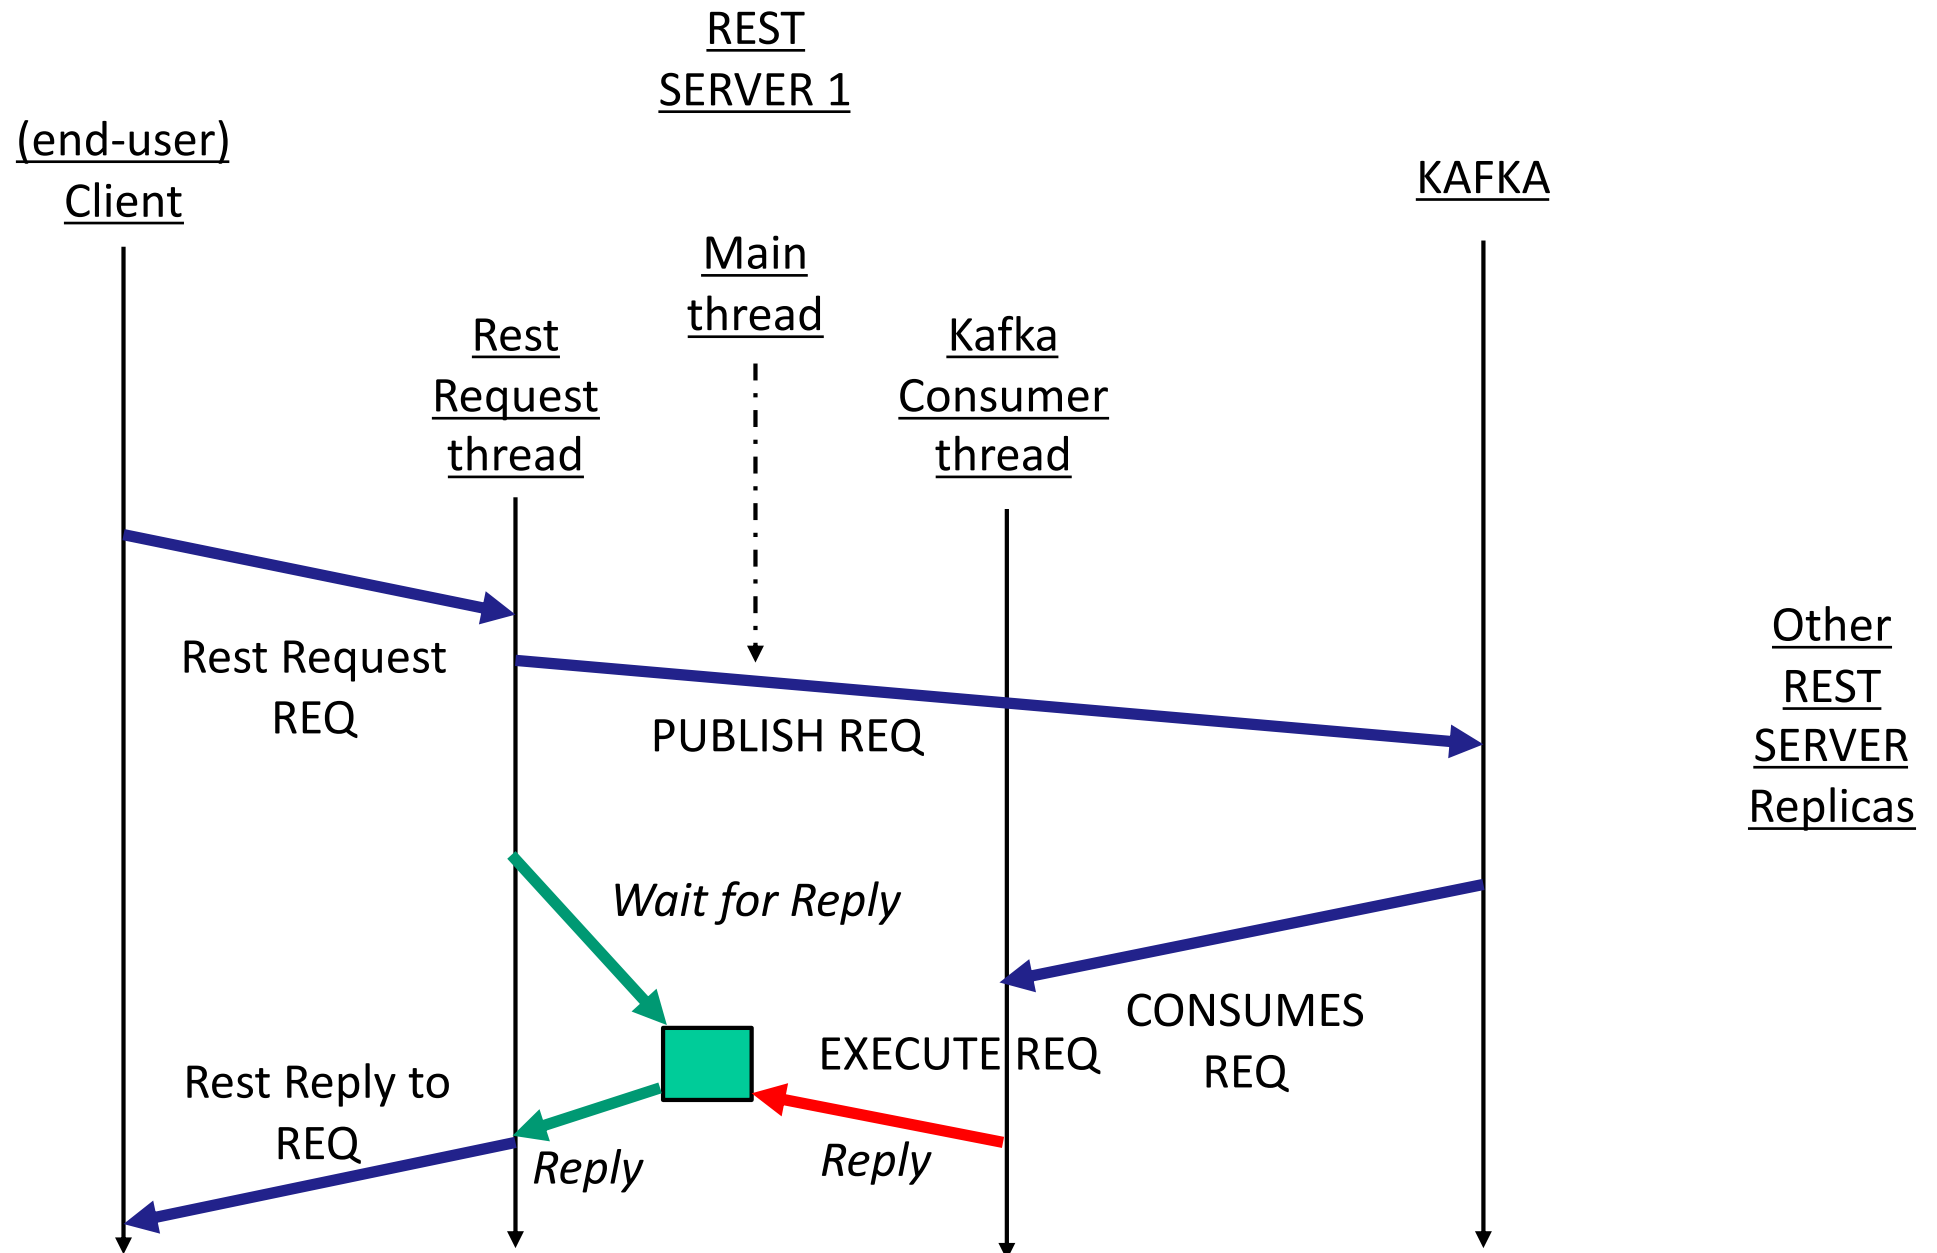 REST
SERVER 1
(end-user)
Client
KAFKA
Main
thread
Rest
Request
thread
Kafka
Consumer
thread
Rest Request
REQ
PUBLISH REQ
Other
REST
SERVER
Replicas
Wait for Reply
CONSUMES
REQ
EXECUTE REQ
Rest Reply to
REQ
Reply
Reply